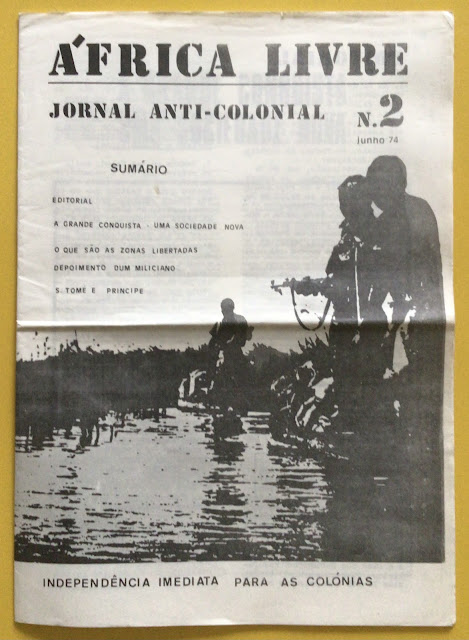 ÁFRICA LIVRE
JORNAL ANTI-COLONIAL
N.2
junho 74
SUMÁRIO
EDITORIAL
A GRANDE CONQUISTA - UMA SOCIEDADE NOVA
O QUE SÃO AS ZONAS LIBERTADAS
DEPOIMENTO DUM MILICIANO
S. TOMÉ E PRINCIPE
INDEPENDÊNCIA IMEDIATA PARA AS COLÓNIAS